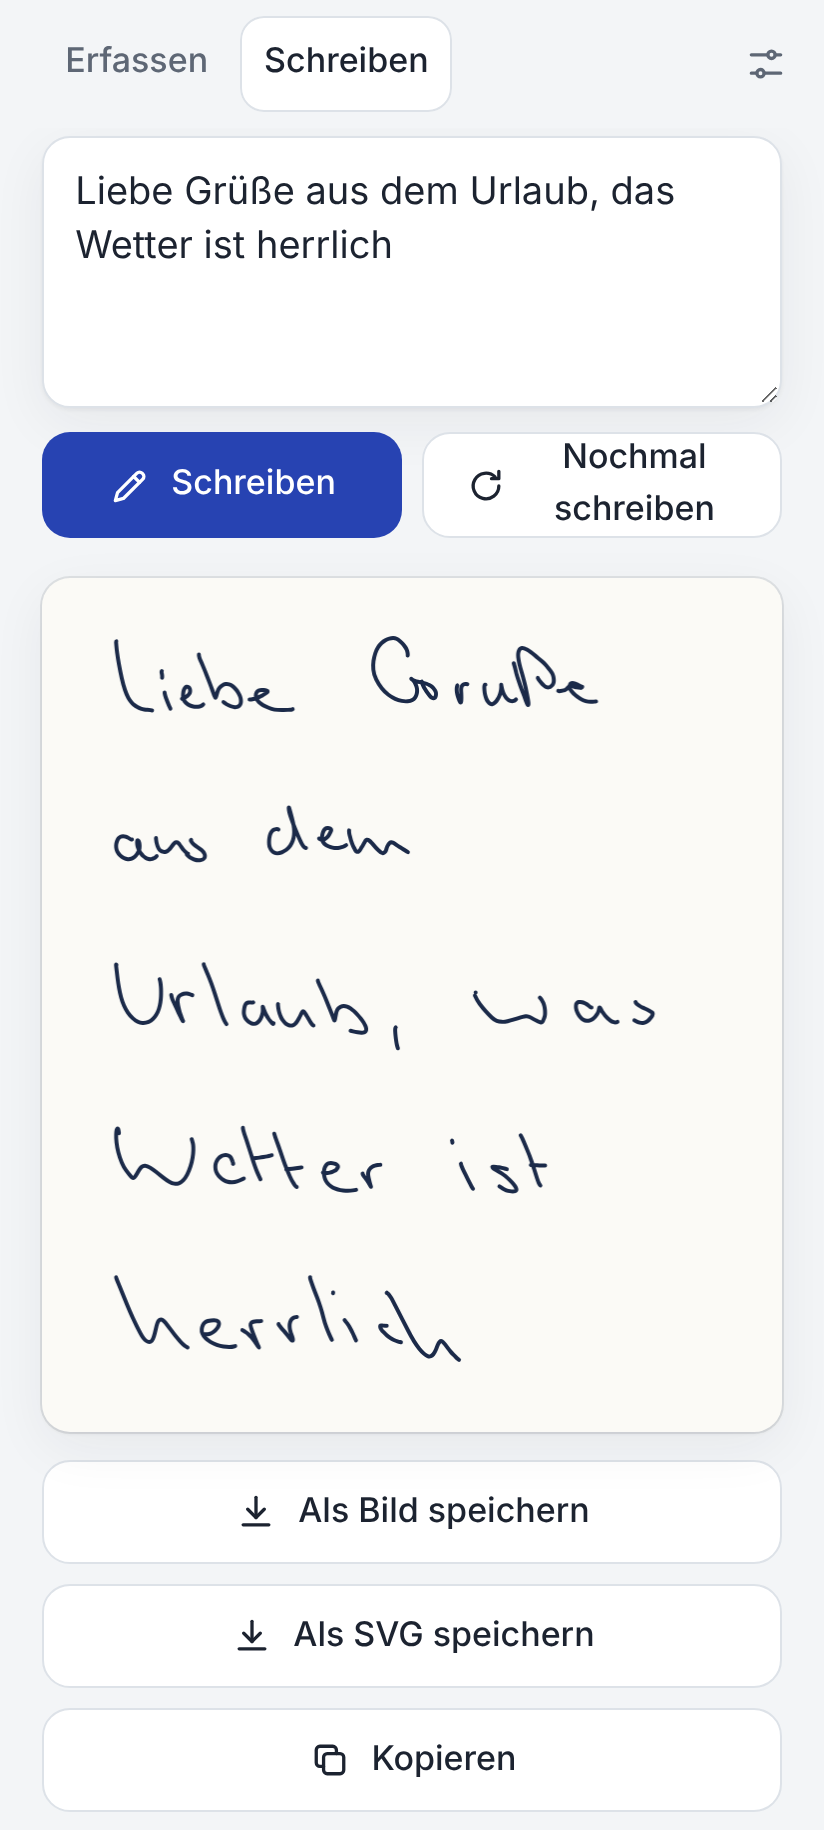 Erfassen Schreiben
Liebe Grüße aus dem Urlaub, das
Wetter ist herrlich
Schreiben
Nochmal
schreiben
Liebe Gruße
aus dem
Urlaub, was
Wetter ist
herrlich
Als Bild speichern
Als SVG speichern
Kopieren